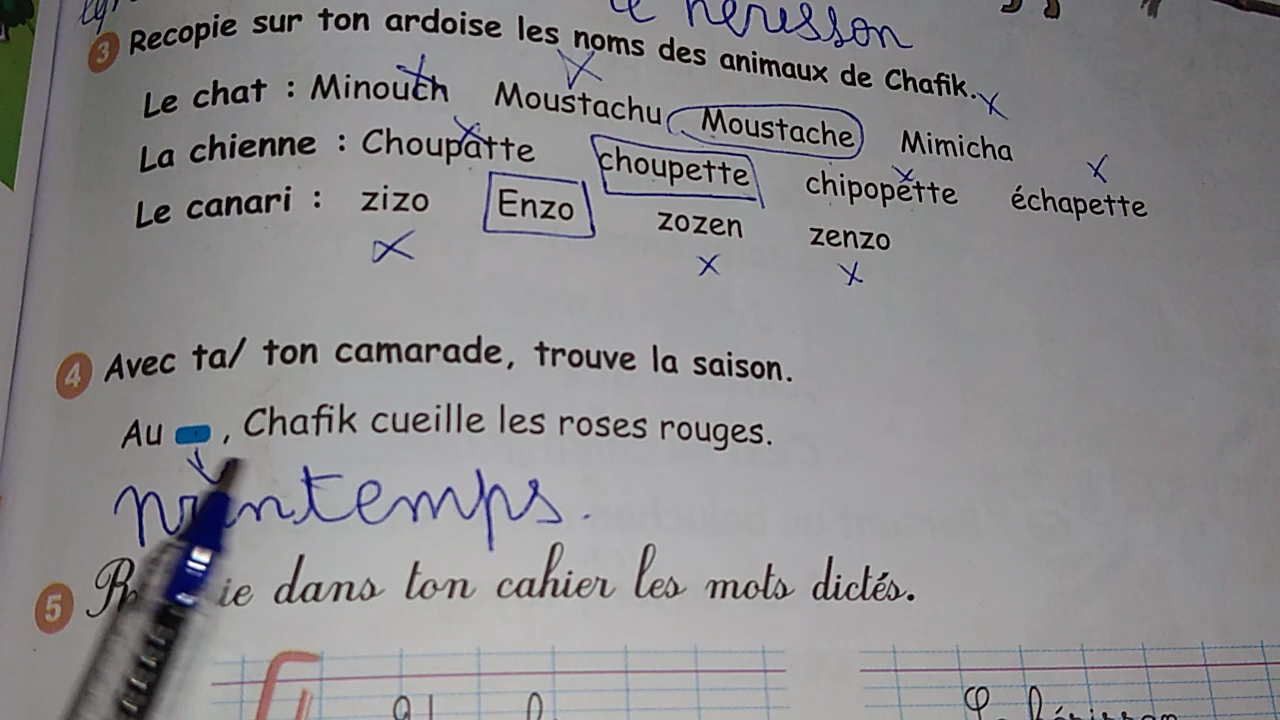 le hérisson
3 Recopie sur ton ardoise les noms des animaux de Chafik.
Le chat : Minouch Moustachu Moustache Mimicha
La chienne : Choupatte choupette chipopette échapette
Le canari : zizo Enzo zozen zenzo
4 Avec ta/ ton camarade, trouve la saison.
Au , Chafik cueille les roses rouges.
printemps.
5 dans ton cahier les mots dictés.